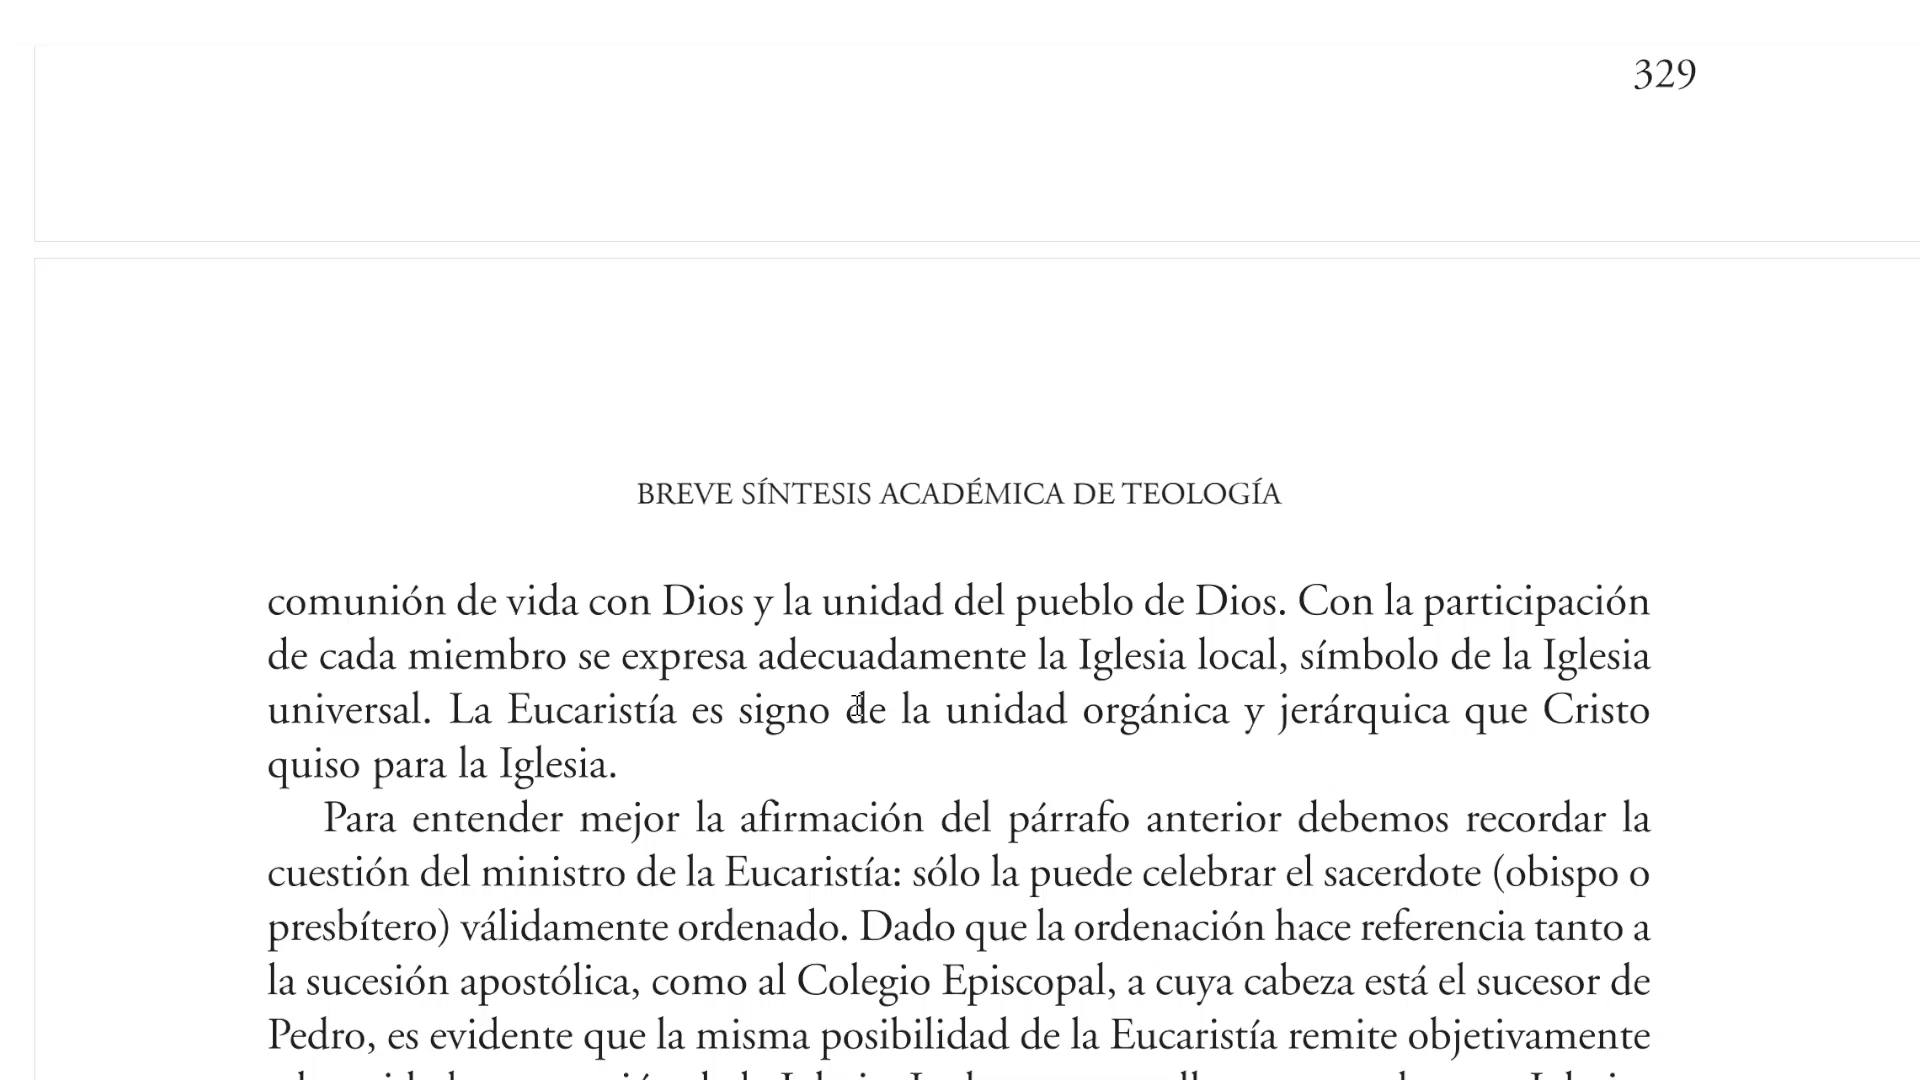 329
BREVE SÍNTESIS ACADÉMICA DE TEOLOGÍA
comunión de vida con Dios y la unidad del pueblo de Dios. Con la participación
de cada miembro se expresa adecuadamente la Iglesia local, símbolo de la Iglesia
universal. La Eucaristía es signo de la unidad orgánica y jerárquica que Cristo
quiso para la Iglesia.
Para entender mejor la afirmación del párrafo anterior debemos recordar la
cuestión del ministro de la Eucaristía: sólo la puede celebrar el sacerdote (obispo o
presbítero) válidamente ordenado. Dado que la ordenación hace referencia tanto a
la sucesión apostólica, como al Colegio Episcopal, a cuya cabeza está el sucesor de
Pedro, es evidente que la misma posibilidad de la Eucaristía remite objetivamente